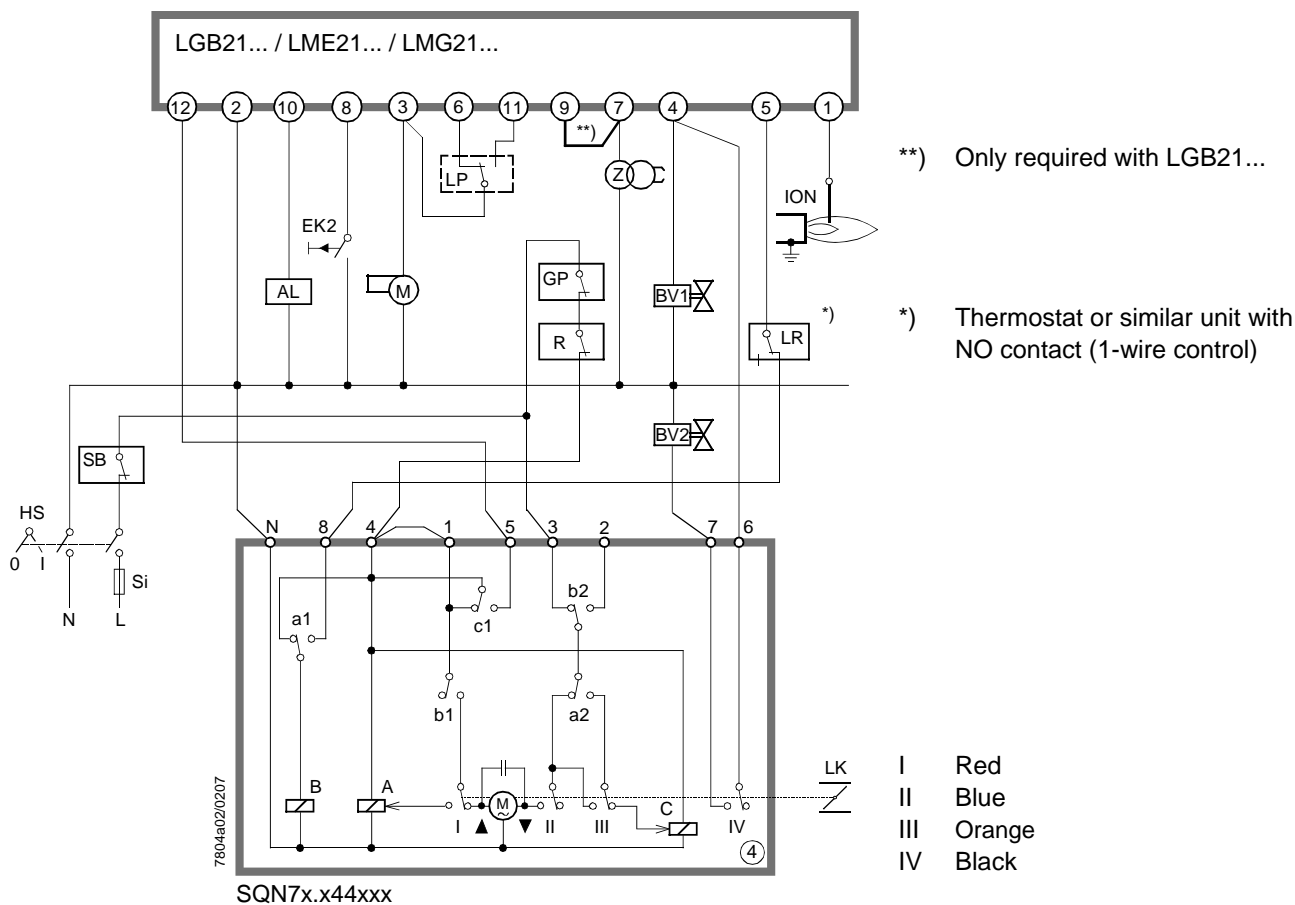 LGB21... / LME21... / LMG21...
12 2 10 8 3 6 11 9 7 4 5 1
**)
**) Only required with LGB21...
LP
Z
ION
EK2
GP
AL
M
BV1
*)
R
LR
*) Thermostat or similar unit with
NO contact (1-wire control)
BV2
SB
HS
0 I
Si
N L
N 8 4 1 5 3 2 7 6
b2
a1
c1
b1
a2
LK
I Red
B A
M
~
C
II Blue
I II III IV
III Orange
4
IV Black
7804a02/0207
SQN7x.x44xxx